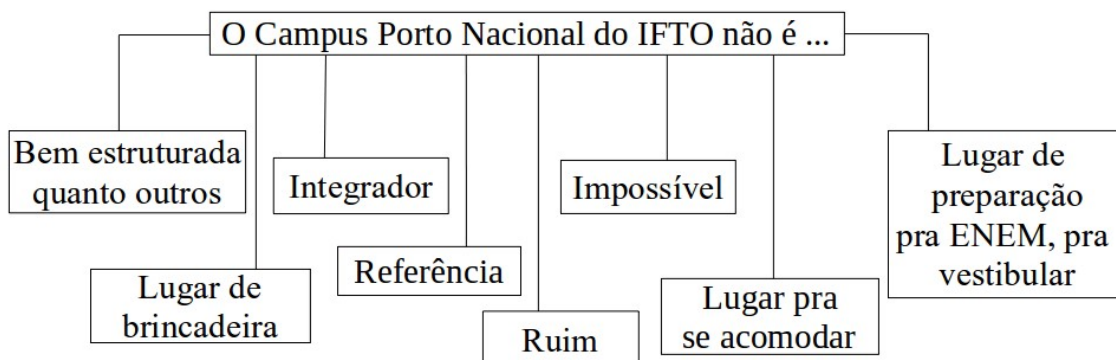 O Campus Porto Nacional do IFTO não é ...
Bem estruturada
quanto outros
Lugar de
brincadeira
Integrador
Referência
Ruim
Impossível
Lugar pra
se acomodar
Lugar de
preparação
pra ENEM, pra
vestibular